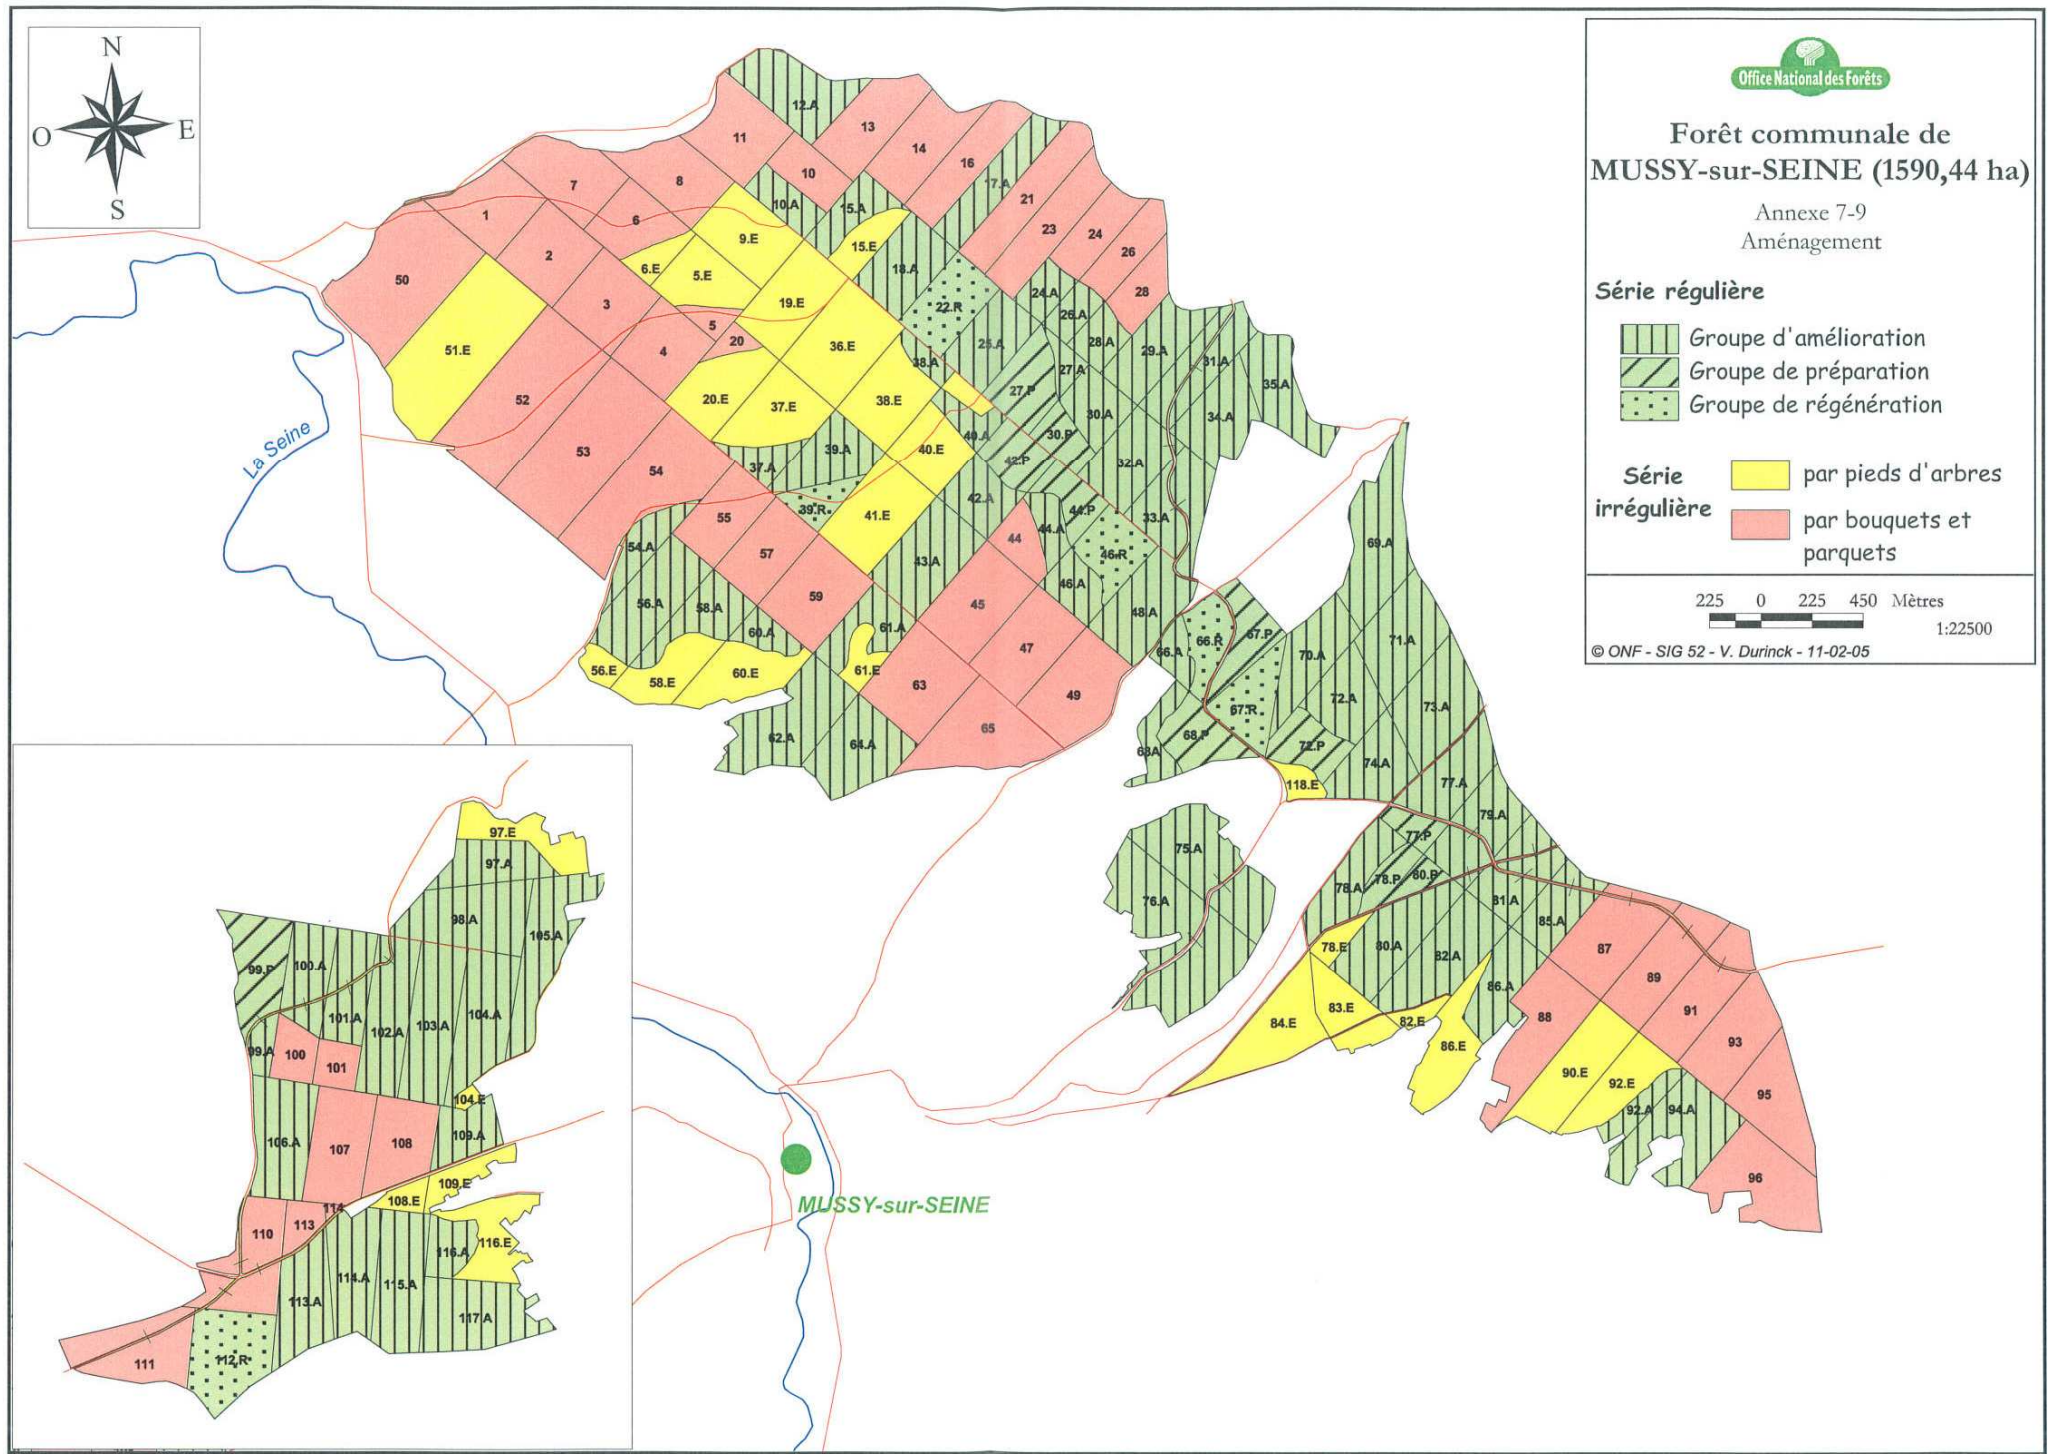 N
O
E
S
Office National des Forêts
Forêt communale de
MUSSY-sur-SEINE (1590,44 ha)
Annexe 7-9
Aménagement
Série régulière
Groupe d'amélioration
Groupe de préparation
Groupe de régénération
Série irrégulière
par pieds d'arbres
par bouquets et
parquets
225 0 225 450 Mètres
1:22500
© ONF - SIG 52 - V. Durinck - 11-02-05
12.A
11
13
10
14
16
17.A
7
8
10.A
15.A
21
1
6
9.E
15.E
23
24
26
2
50
6.E
5.E
18.A
24.A
28
3
19.E
22.R
26.A
5
20
4
51.E
36.E
25.A
28.A
29.A
31.A
38.A
27.A
35.A
27.P
52
20.E
37.E
38.E
30.A
34.A
40.A
30.P
53
54
37.A
39.A
40.E
42.P
32.A
42.A
39.R
41.E
44.P
33.A
55
44
44.A
54.A
57
43.A
46.R
69.A
59
46.A
56.A
58.A
45
48.A
60.A
61.A
66.R
67.P
47
66.A
70.A
71.A
56.E
58.E
60.E
61.E
63
49
72.A
73.A
67.R
65
62.A
64.A
68.A
68.P
72.P
74.A
118.E
77.A
79.A
75.A
77.P
76.A
78.A
78.P
80.P
81.A
85.A
78.E
80.A
82.A
87
86.A
89
84.E
83.E
82.E
88
91
86.E
93
90.E
92.E
95
92.A
94.A
96
La Seine
97.E
97.A
98.A
105.A
99.P
100.A
101.A
102.A
103.A
104.A
99.A
100
101
104.E
106.A
107
108
109.A
108.E
109.E
110
113
114
116.A
116.E
113.A
114.A
115.A
117.A
111
112.R
MUSSY-sur-SEINE